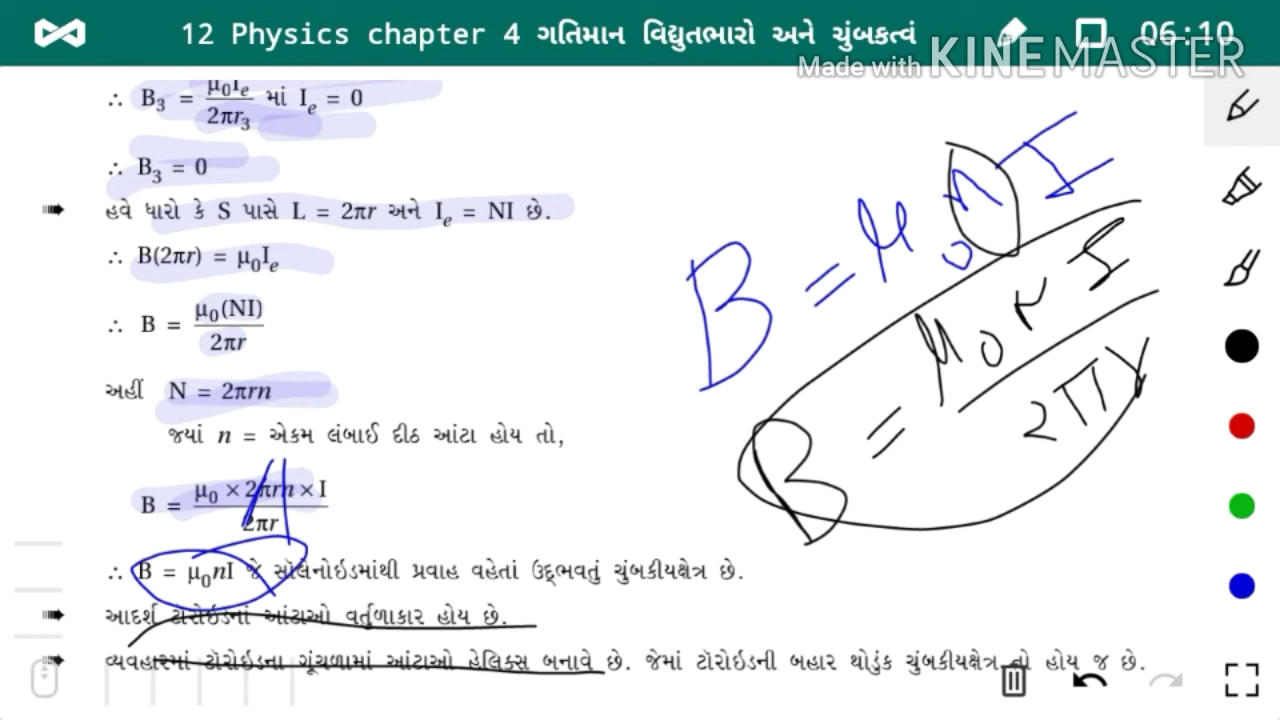 12 Physics chapter 4 ગતિમાન વિદ્યુતભારો અને ચુંબકત્વ
06:10
Made with KINEMASTER
∴ B₃ = μ₀Iₑ / 2πr₃ માં Iₑ = 0
∴ B₃ = 0
➠ હવે ધારો કે S પાસે L = 2πr અને Iₑ = NI છે.
∴ B(2πr) = μ₀Iₑ
∴ B = μ₀(NI) / 2πr
અહીં N = 2πrn
જ્યાં n = એકમ લંબાઈ દીઠ આંટા હોય તો,
B = μ₀ × 2πrn × I / 2πr
∴ B = μ₀nI જે સૉલેનોઇડમાંથી પ્રવાહ વહેતાં ઉદ્ભવતું ચુંબકીયક્ષેત્ર છે.
➠ આદર્શ ટૉરોઇડનાં આંટાઓ વર્તુળાકાર હોય છે.
➠ વ્યવહારમાં ટૉરોઇડના ગૂંચળામાં આંટાઓ હેલિક્સ બનાવે છે. જેમાં ટૉરોઇડની બહાર થોડુંક ચુંબકીયક્ષેત્ર તો હોય જ છે.
B = μ₀nI
B = μ₀NI / 2πr